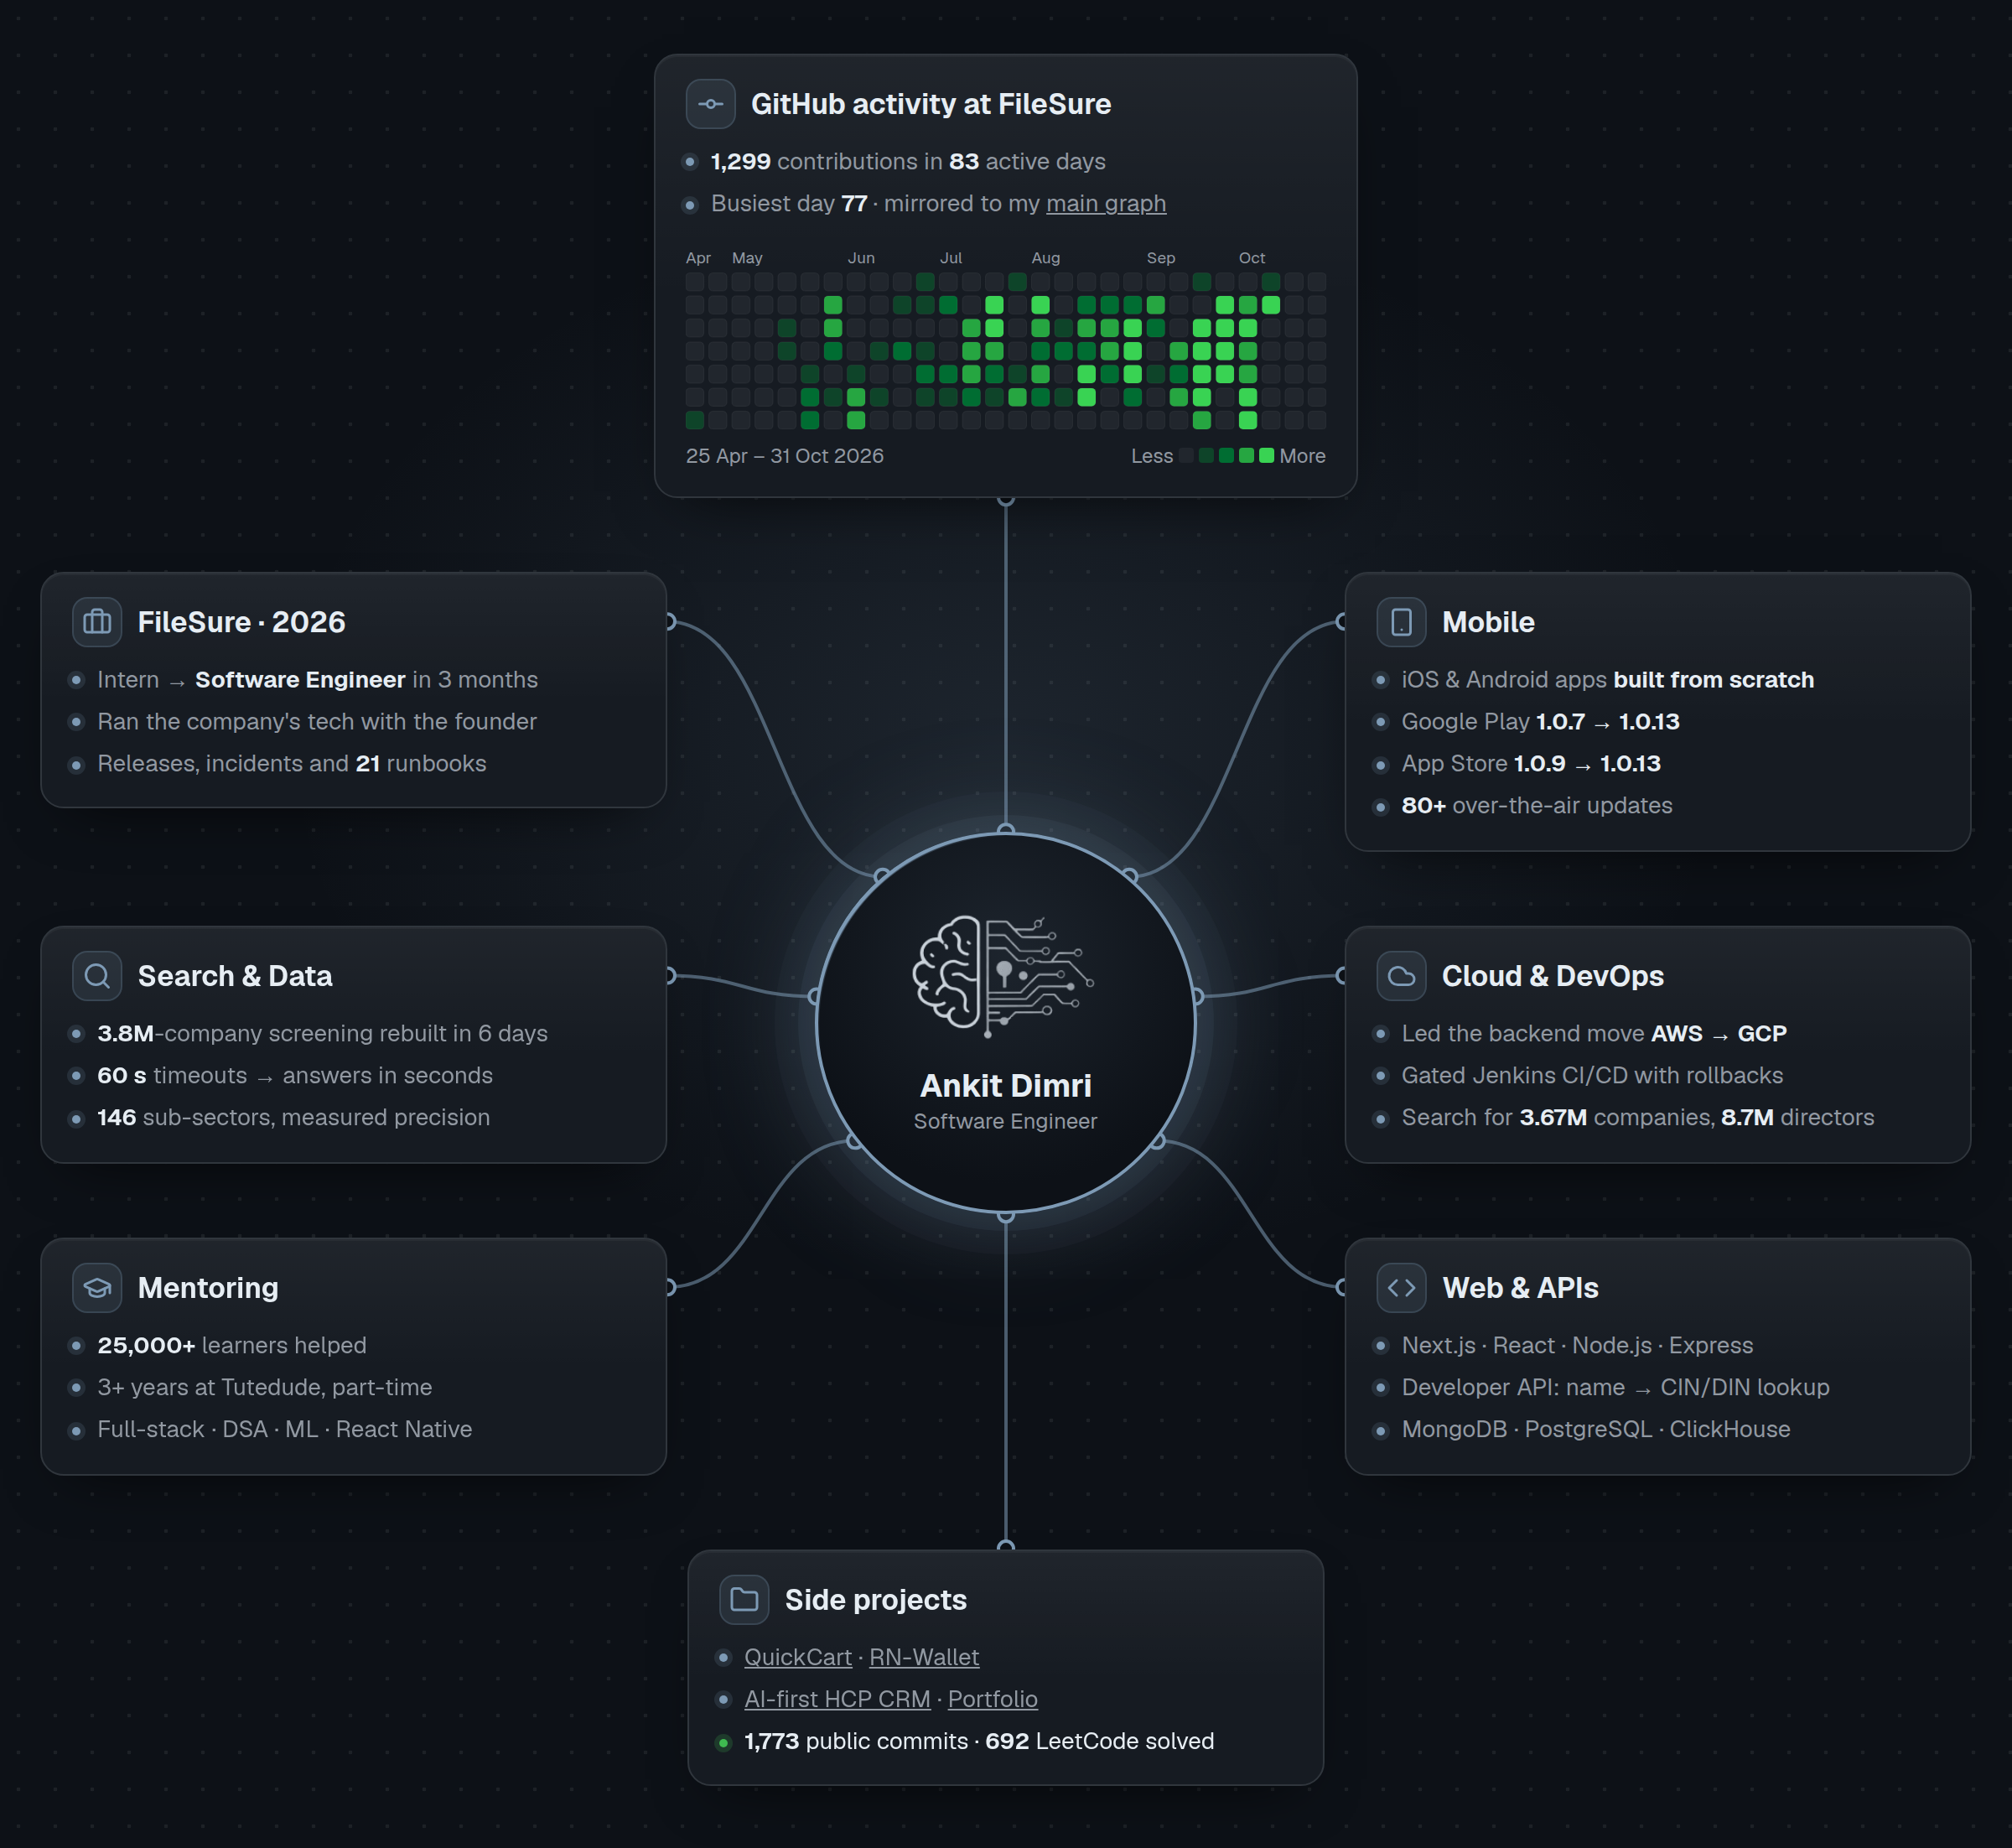 GitHub activity at FileSure
1,299 contributions in 83 active days
Busiest day 77 · mirrored to my main graph
Apr May Jun Jul Aug Sep Oct
25 Apr – 31 Oct 2026
Less More
FileSure · 2026
Intern → Software Engineer in 3 months
Ran the company's tech with the founder
Releases, incidents and 21 runbooks
Mobile
iOS & Android apps built from scratch
Google Play 1.0.7 → 1.0.13
App Store 1.0.9 → 1.0.13
80+ over-the-air updates
Search & Data
3.8M-company screening rebuilt in 6 days
60 s timeouts → answers in seconds
146 sub-sectors, measured precision
Ankit Dimri
Software Engineer
Cloud & DevOps
Led the backend move AWS → GCP
Gated Jenkins CI/CD with rollbacks
Search for 3.67M companies, 8.7M directors
Mentoring
25,000+ learners helped
3+ years at Tutedude, part-time
Full-stack · DSA · ML · React Native
Web & APIs
Next.js · React · Node.js · Express
Developer API: name → CIN/DIN lookup
MongoDB · PostgreSQL · ClickHouse
Side projects
QuickCart · RN-Wallet
AI-first HCP CRM · Portfolio
1,773 public commits · 692 LeetCode solved